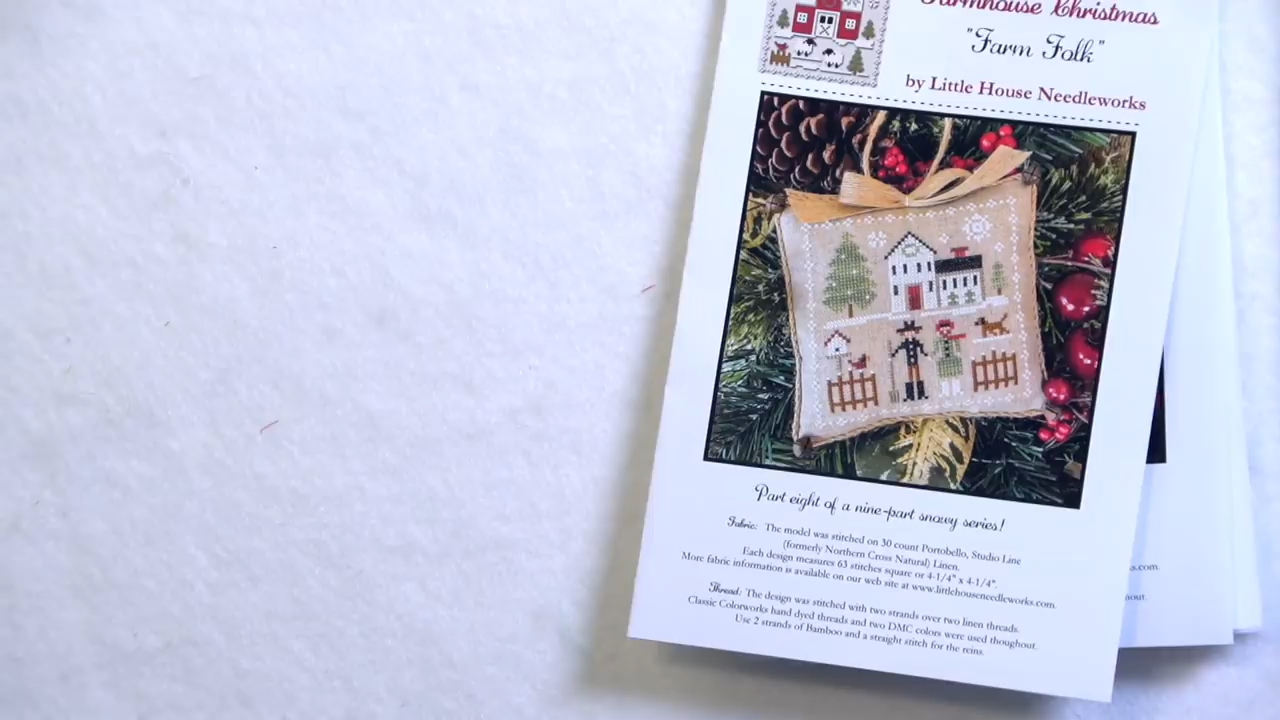 Farmhouse Christmas
"Farm Folk"
by Little House Needleworks
Part eight of a nine-part snowy series!
Fabric: The model was stitched on 30 count Portobello, Studio Line
(formerly Northern Cross Natural) Linen.
Each design measures 63 stitches square or 4-1/4" x 4-1/4".
More fabric information is available on our web site at www.littlehouseneedleworks.com.
Thread: The design was stitched with two strands over two linen threads.
Classic Colorworks hand dyed threads and two DMC colors were used thoughout.
Use 2 strands of Bamboo and a straight stitch for the reins.
.com.